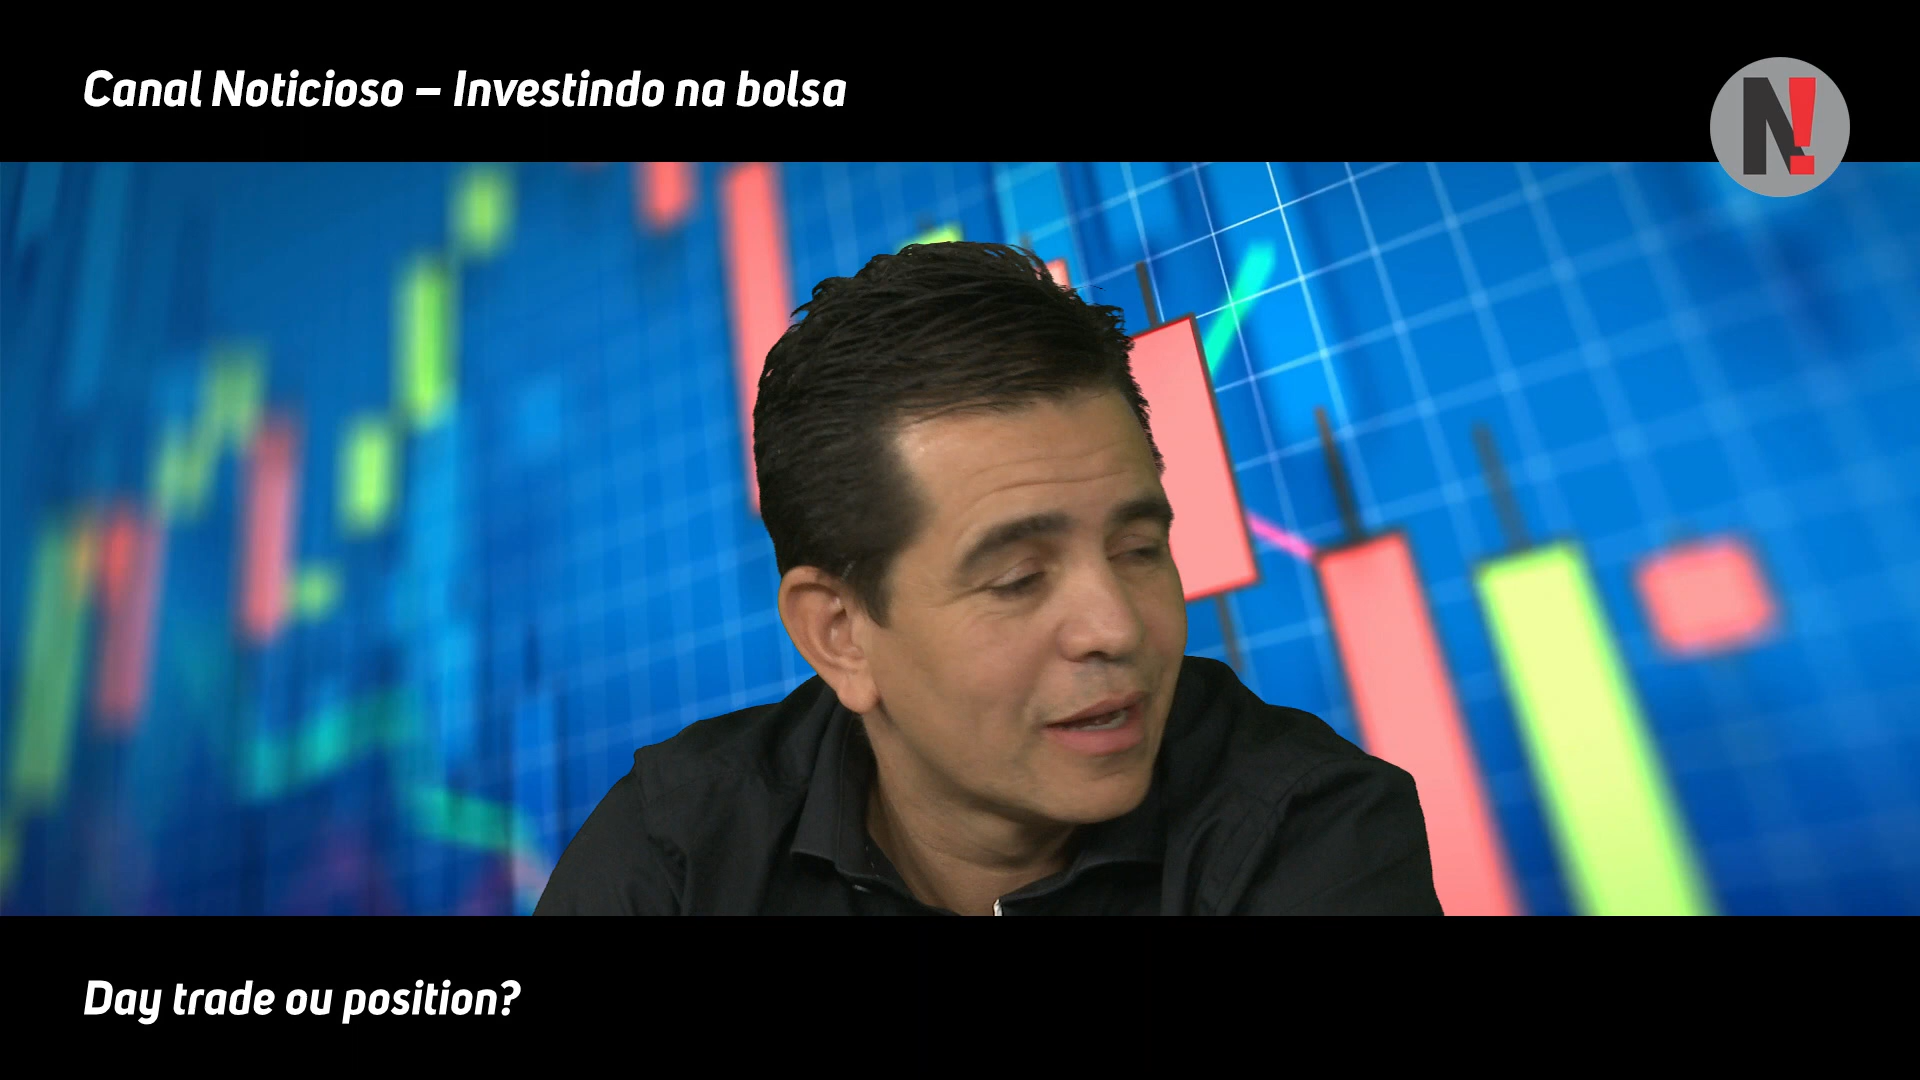 Canal Noticioso – Investindo na bolsa
N!
Day trade ou position?